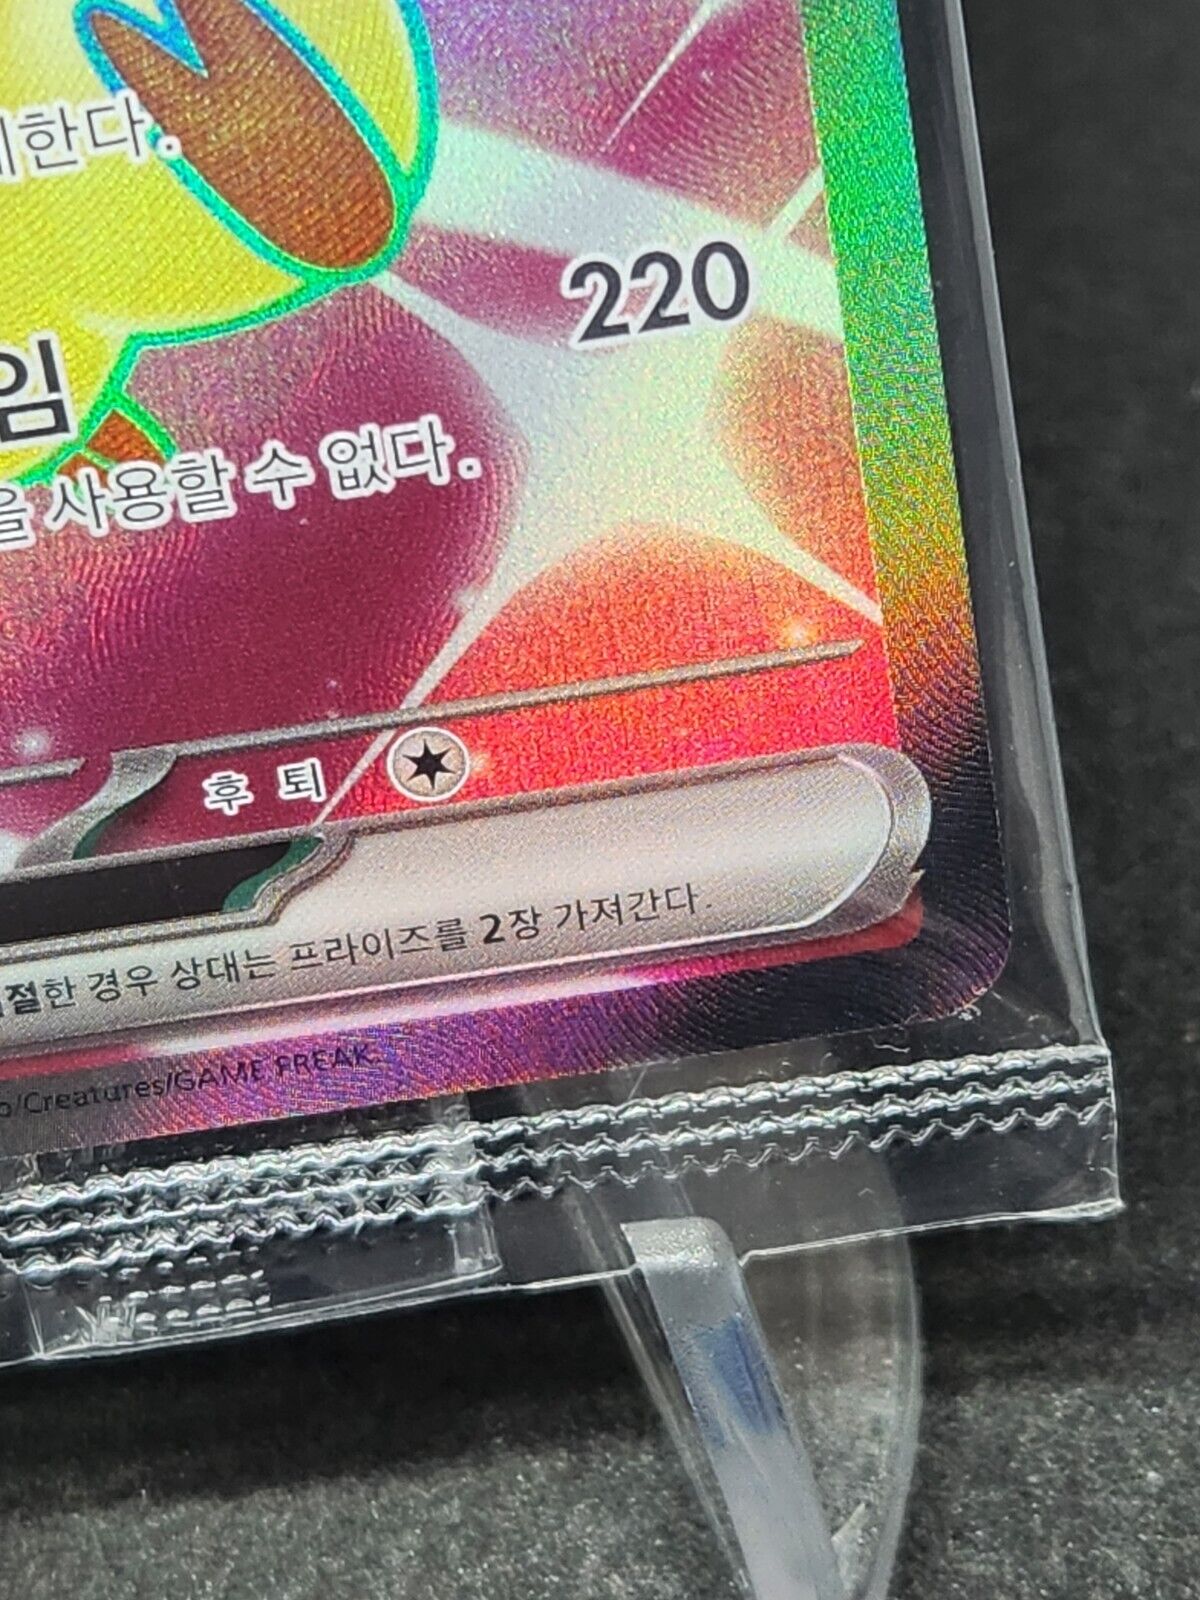 한다.
220
임
을 사용할 수 없다.
후 퇴
절한 경우 상대는 프라이즈를 2장 가져간다.
/Creatures/GAME FREAK.